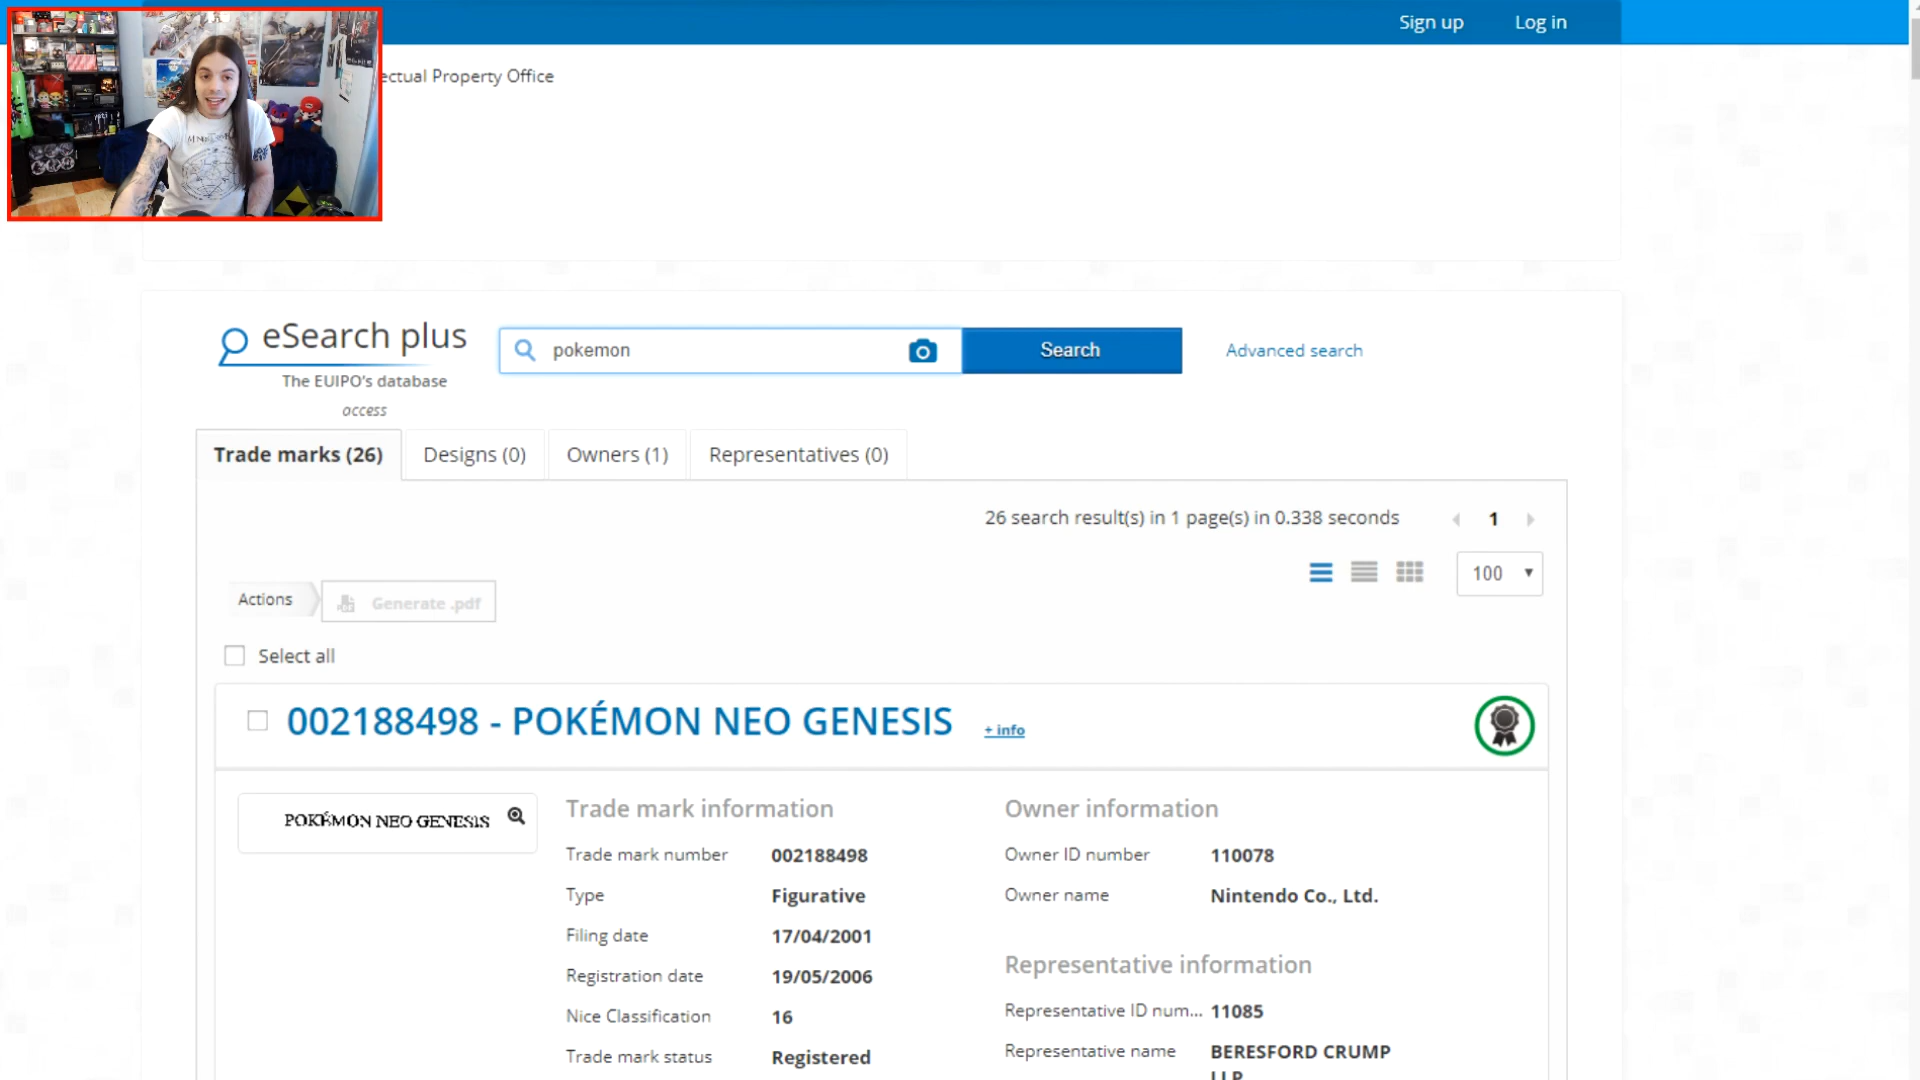 Sign up
Log in
ectual Property Office
eSearch plus
The EUIPO's database
access
pokemon
Search
Advanced search
Trade marks (26)
Designs (0)
Owners (1)
Representatives (0)
26 search result(s) in 1 page(s) in 0.338 seconds
1
100
Actions
Generate .pdf
Select all
002188498 - POKÉMON NEO GENESIS
+ info
POKÉMON NEO GENESIS
Trade mark information
Trade mark number 002188498
Type Figurative
Filing date 17/04/2001
Registration date 19/05/2006
Nice Classification 16
Trade mark status Registered
Owner information
Owner ID number 110078
Owner name Nintendo Co., Ltd.
Representative information
Representative ID num... 11085
Representative name BERESFORD CRUMP
LLP